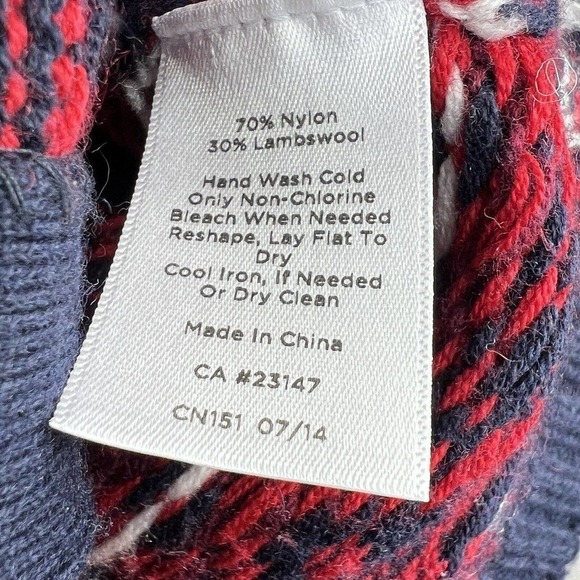 70% Nylon
30% Lambswool
Hand Wash Cold
Only Non-Chlorine
Bleach When Needed
Reshape, Lay Flat To
Dry
Cool Iron, If Needed
Or Dry Clean
Made In China
CA #23147
CN151 07/14